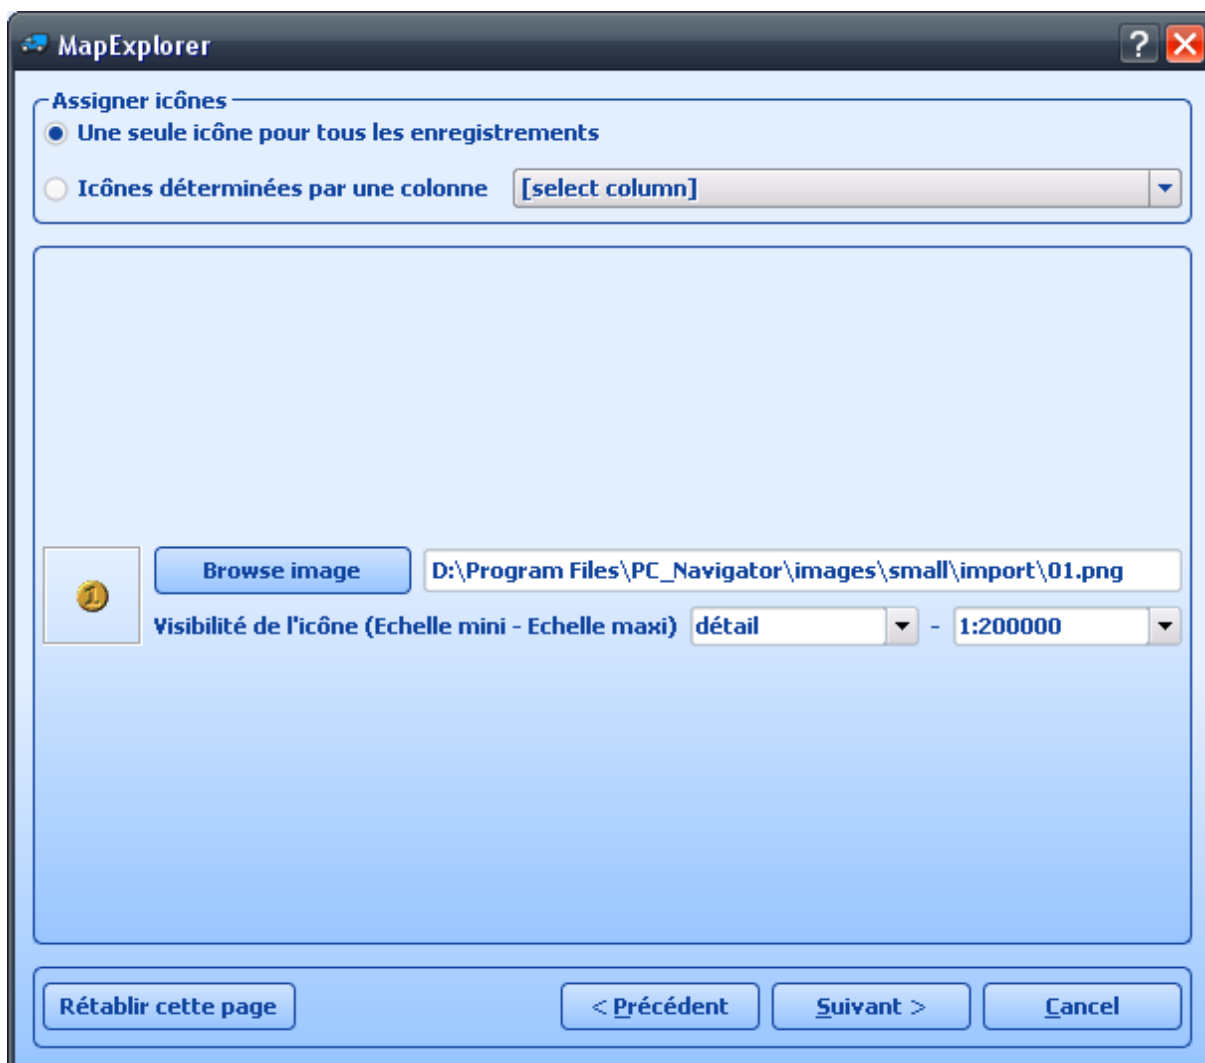 MapExplorer
Assigner icônes
Une seule icône pour tous les enregistrements
Icônes déterminées par une colonne [select column]
1 Browse image D:\Program Files\PC_Navigator\images\small\import\01.png
Visibilité de l'icône (Echelle mini - Echelle maxi) détail - 1:200000
Rétablir cette page < Précédent Suivant > Cancel